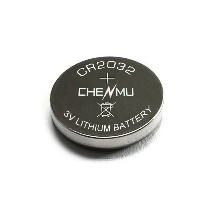 CR2032
+
CHENMU
3V LITHIUM BATTERY